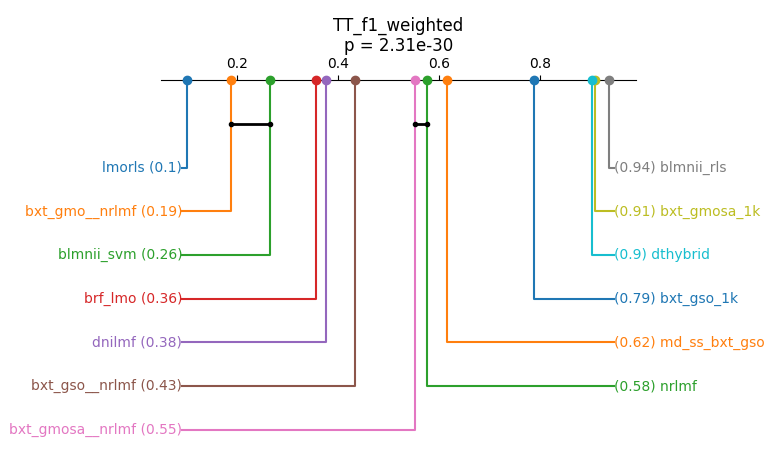 TT_f1_weighted
p = 2.31e-30
0.2 0.4 0.6 0.8
lmorls (0.1)
(0.94) blmnii_rls
bxt_gmo__nrlmf (0.19)
(0.91) bxt_gmosa_1k
blmnii_svm (0.26)
(0.9) dthybrid
brf_lmo (0.36)
(0.79) bxt_gso_1k
dnilmf (0.38)
(0.62) md_ss_bxt_gso
bxt_gso__nrlmf (0.43)
(0.58) nrlmf
bxt_gmosa__nrlmf (0.55)